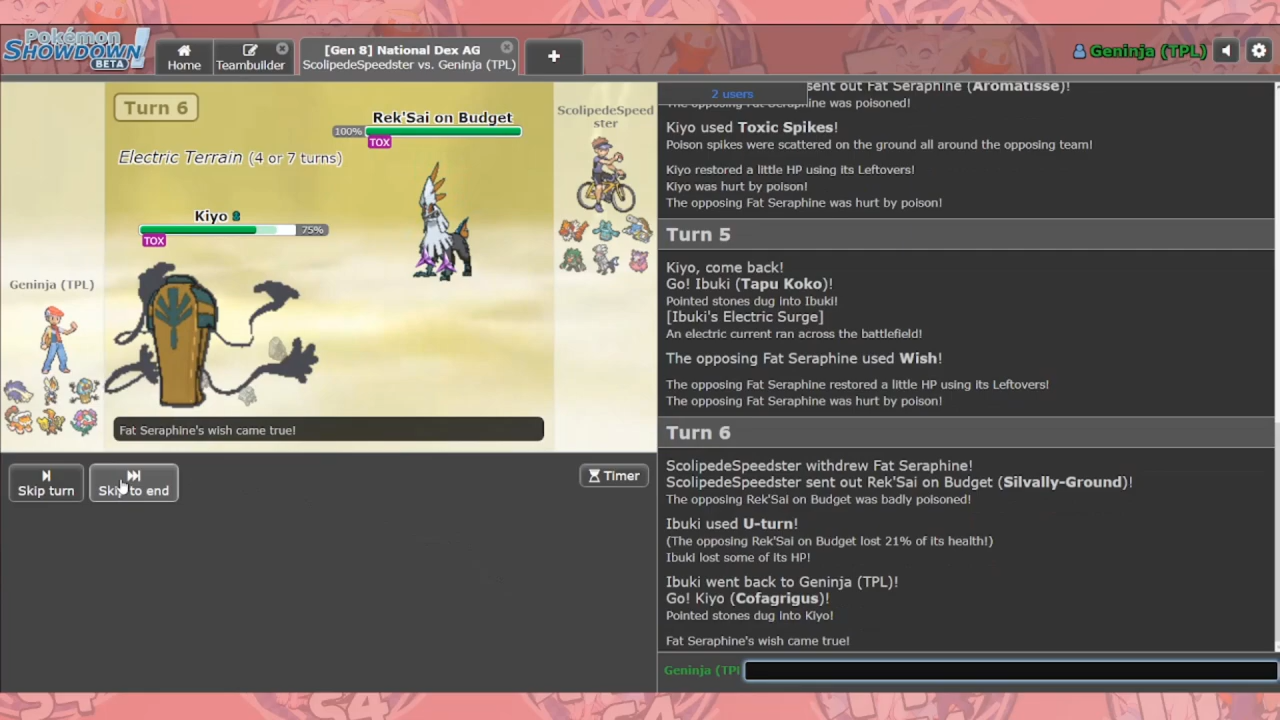 Pokémon
SHOWDOWN!
BETA
Home
Teambuilder
[Gen 8] National Dex AG
ScolipedeSpeedster vs. Geninja (TPL)
+
Geninja (TPL)
Turn 6
Electric Terrain (4 or 7 turns)
Rek'Sai on Budget
100%
TOX
Kiyo
75%
TOX
Geninja (TPL)
ScolipedeSpeed
ster
Fat Seraphine's wish came true!
Skip turn
Skip to end
Timer
2 users
sent out Fat Seraphine (Aromatisse)!
The opposing Fat Seraphine was poisoned!
Kiyo used Toxic Spikes!
Poison spikes were scattered on the ground all around the opposing team!
Kiyo restored a little HP using its Leftovers!
Kiyo was hurt by poison!
The opposing Fat Seraphine was hurt by poison!
Turn 5
Kiyo, come back!
Go! Ibuki (Tapu Koko)!
Pointed stones dug into Ibuki!
[Ibuki's Electric Surge]
An electric current ran across the battlefield!
The opposing Fat Seraphine used Wish!
The opposing Fat Seraphine restored a little HP using its Leftovers!
The opposing Fat Seraphine was hurt by poison!
Turn 6
ScolipedeSpeedster withdrew Fat Seraphine!
ScolipedeSpeedster sent out Rek'Sai on Budget (Silvally-Ground)!
The opposing Rek'Sai on Budget was badly poisoned!
Ibuki used U-turn!
(The opposing Rek'Sai on Budget lost 21% of its health!)
Ibuki lost some of its HP!
Ibuki went back to Geninja (TPL)!
Go! Kiyo (Cofagrigus)!
Pointed stones dug into Kiyo!
Fat Seraphine's wish came true!
Geninja (TPl